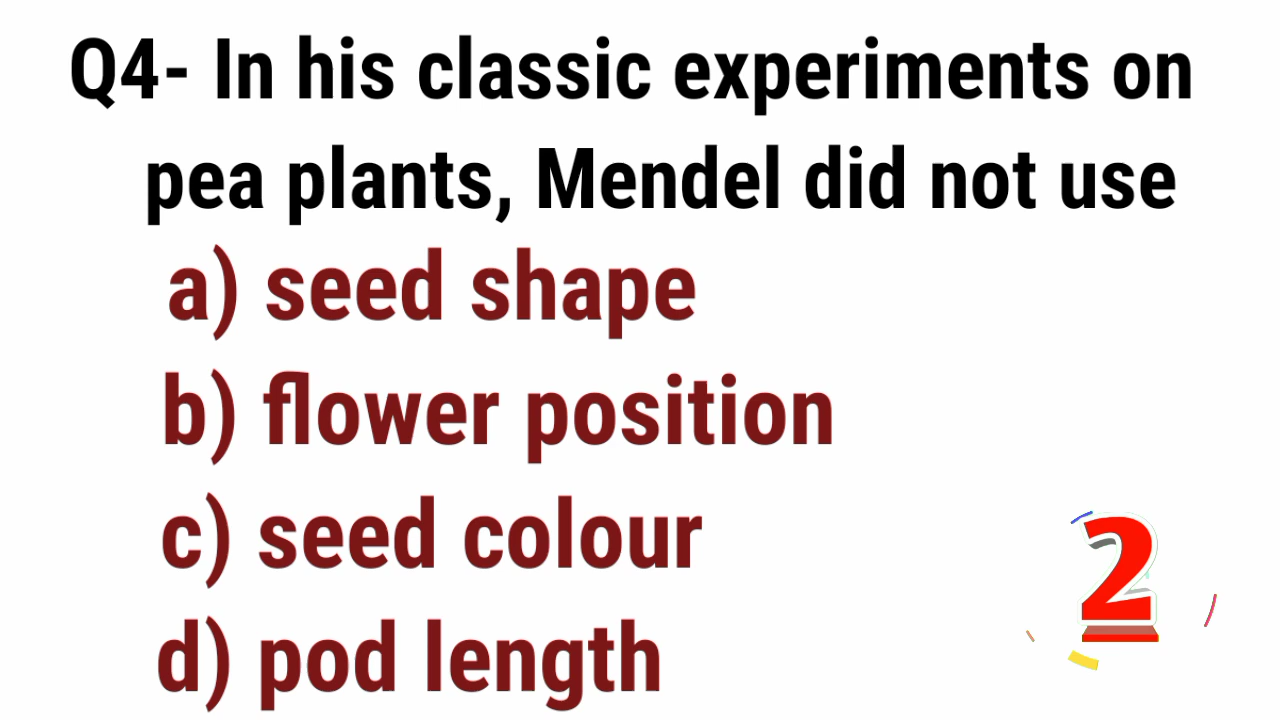 Q4- In his classic experiments on
pea plants, Mendel did not use
a) seed shape
b) flower position
c) seed colour
d) pod length
2